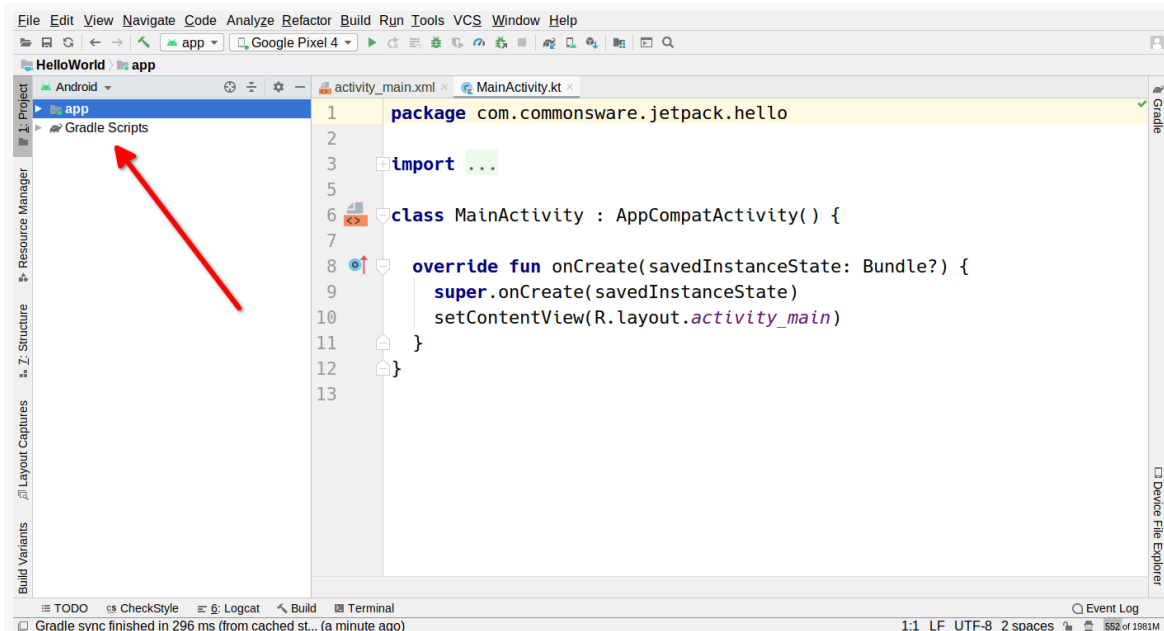 File Edit View Navigate Code Analyze Refactor Build Run Tools VCS Window Help
app Google Pixel 4
HelloWorld app
Android
activity_main.xml MainActivity.kt
1: Project
Resource Manager
Z: Structure
Layout Captures
Build Variants
app
Gradle Scripts
1 package com.commonsware.jetpack.hello
2
3 import ...
5
6 class MainActivity : AppCompatActivity() {
7
8 override fun onCreate(savedInstanceState: Bundle?) {
9 super.onCreate(savedInstanceState)
10 setContentView(R.layout.activity_main)
11 }
12 }
13
Gradle
Device File Explorer
TODO CS CheckStyle 6: Logcat Build Terminal Event Log
Gradle sync finished in 296 ms (from cached st... (a minute ago) 1:1 LF UTF-8 2 spaces 552 of 1981M